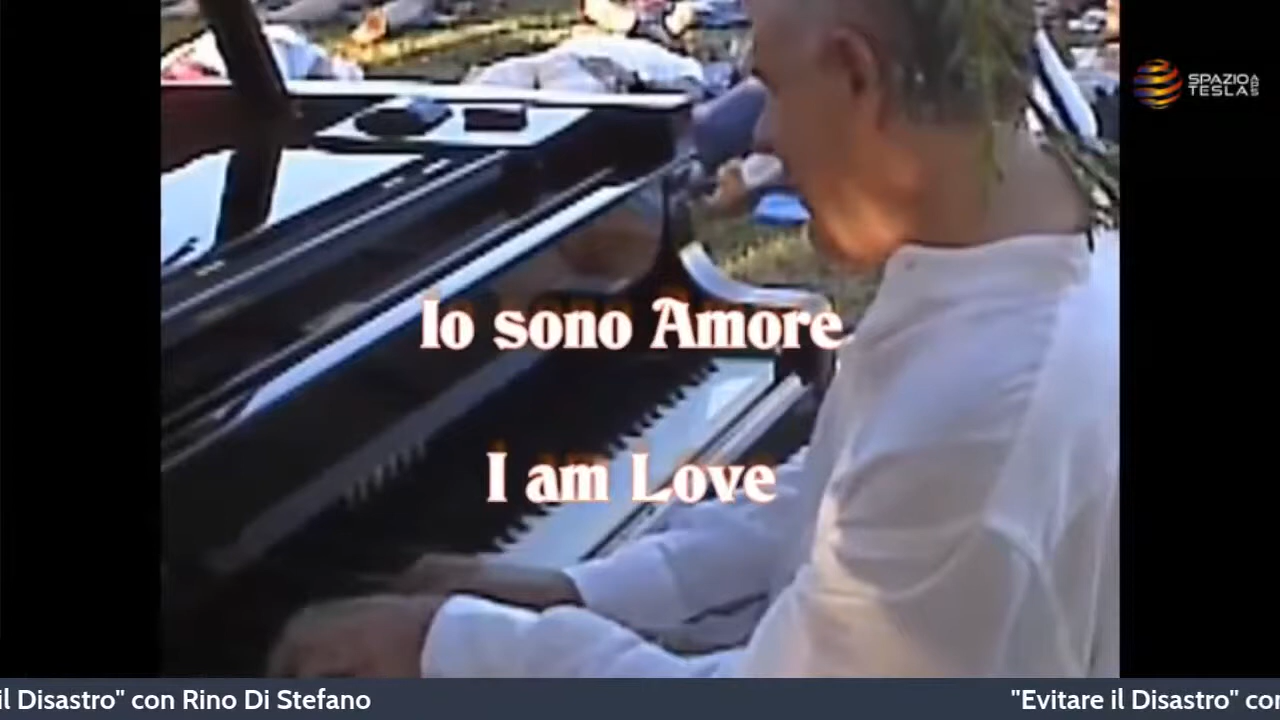 SPAZIO
TESLA
Io sono Amore
I am Love
il Disastro" con Rino Di Stefano
"Evitare il Disastro" con